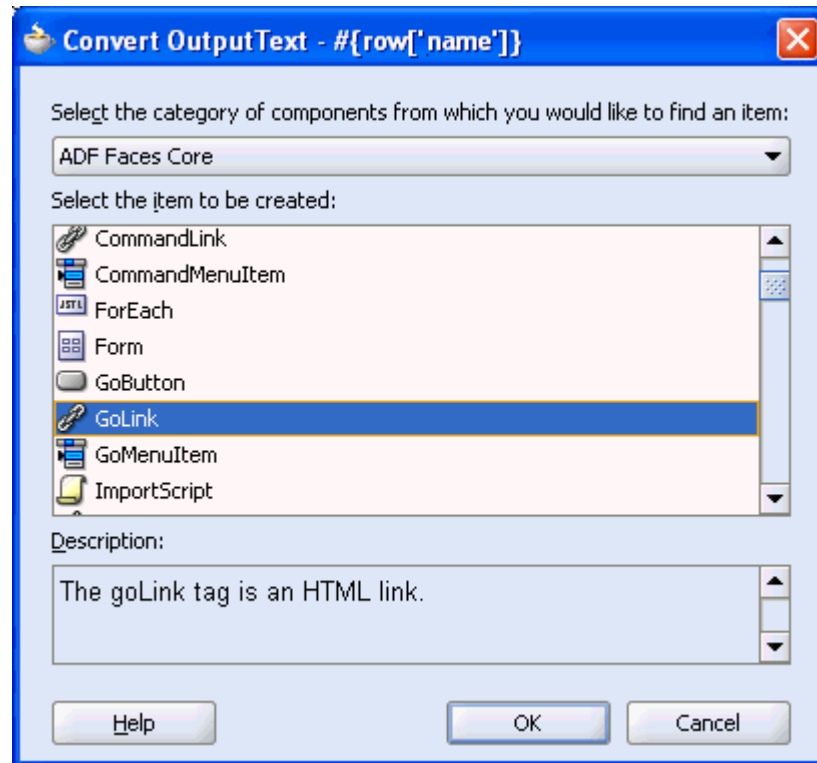 Convert OutputText - #{row['name']}
Select the category of components from which you would like to find an item:
ADF Faces Core
Select the item to be created:
CommandLink
CommandMenuItem
JSTL ForEach
Form
GoButton
GoLink
GoMenuItem
ImportScript
Description:
The goLink tag is an HTML link.
Help OK Cancel